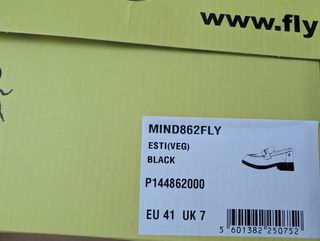 www.fly
MIND862FLY
ESTI(VEG)
BLACK
P144862000
EU 41 UK 7
5 601382 250752